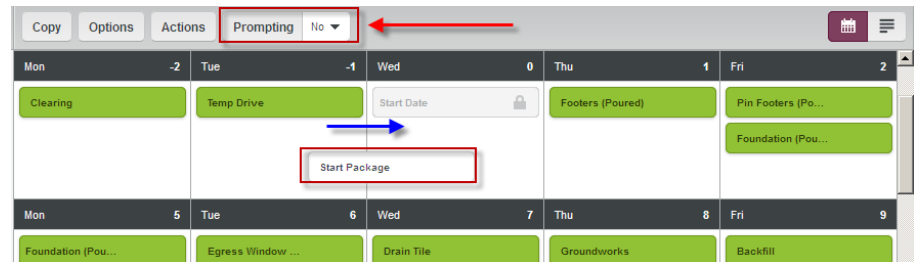 Copy Options Actions Prompting No
Mon -2 Tue -1 Wed 0 Thu 1 Fri 2
Clearing Temp Drive Start Date Footers (Poured) Pin Footers (Po...
Foundation (Pou...
Start Package
Mon 5 Tue 6 Wed 7 Thu 8 Fri 9
Foundation (Pou... Egress Window ... Drain Tile Groundworks Backfill